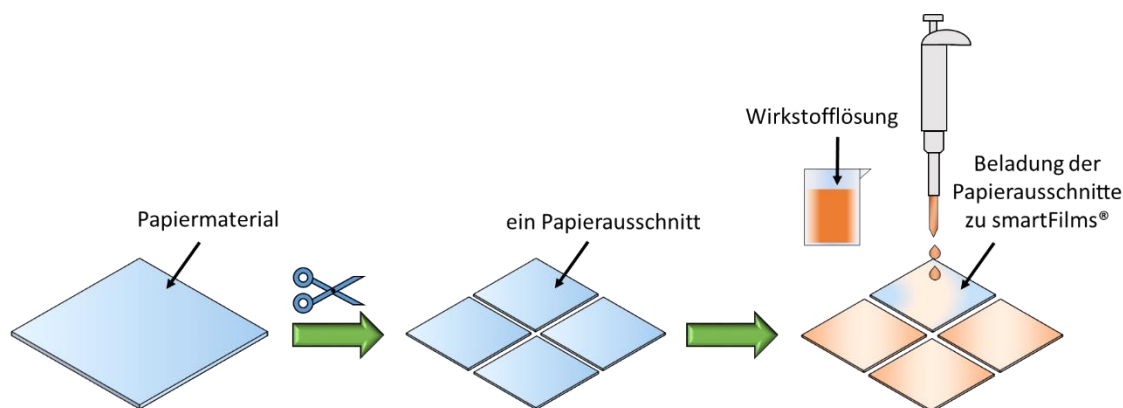 Papiermaterial
ein Papierausschnitt
Wirkstofflösung
Beladung der
Papierausschnitte
zu smartFilms®